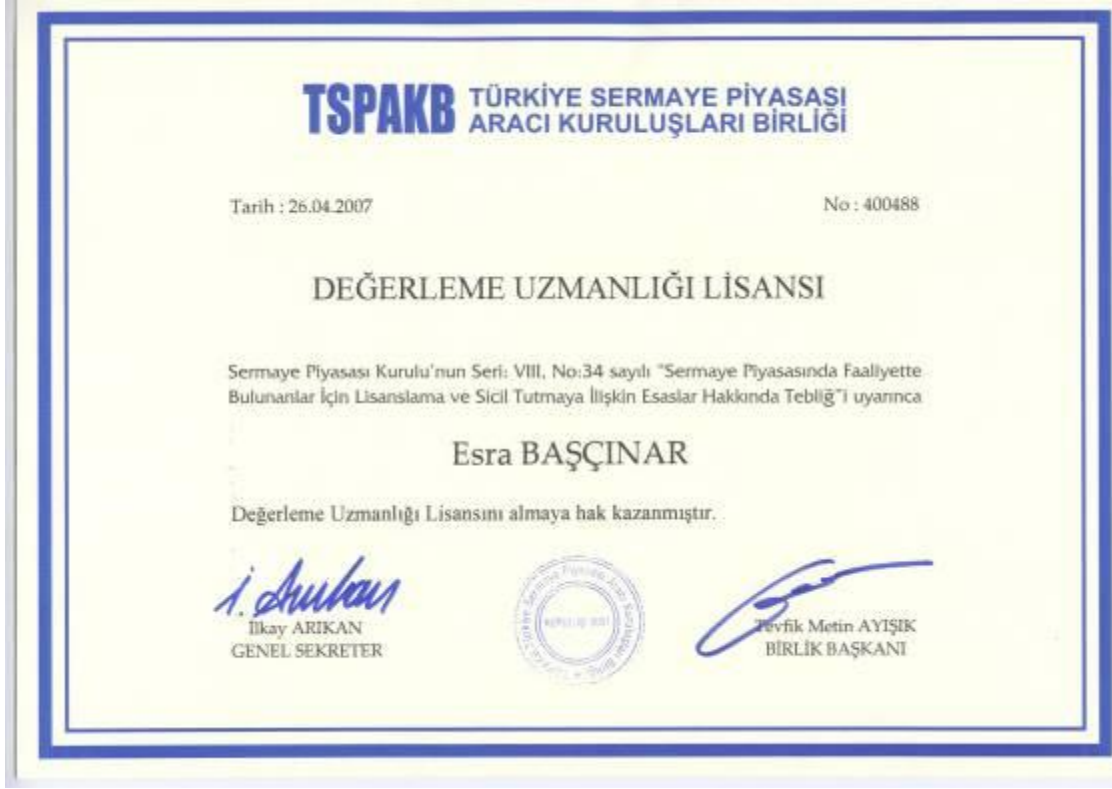 TSPAKB TÜRKİYE SERMAYE PİYASASI
ARACI KURULUŞLARI BİRLİĞİ
Tarih : 26.04.2007
No : 400488
DEĞERLEME UZMANLIĞI LİSANSI
Sermaye Piyasası Kurulu'nun Seri: VIII, No:34 sayılı "Sermaye Piyasasında Faaliyette
Bulunanlar İçin Lisanslama ve Sicil Tutmaya İlişkin Esaslar Hakkında Tebliğ"i uyarınca
Esra BAŞÇINAR
Değerleme Uzmanlığı Lisansını almaya hak kazanmıştır.
i. Arıkan
İlkay ARIKAN
GENEL SEKRETER
Tevfik Metin AYIŞIK
BİRLİK BAŞKANI